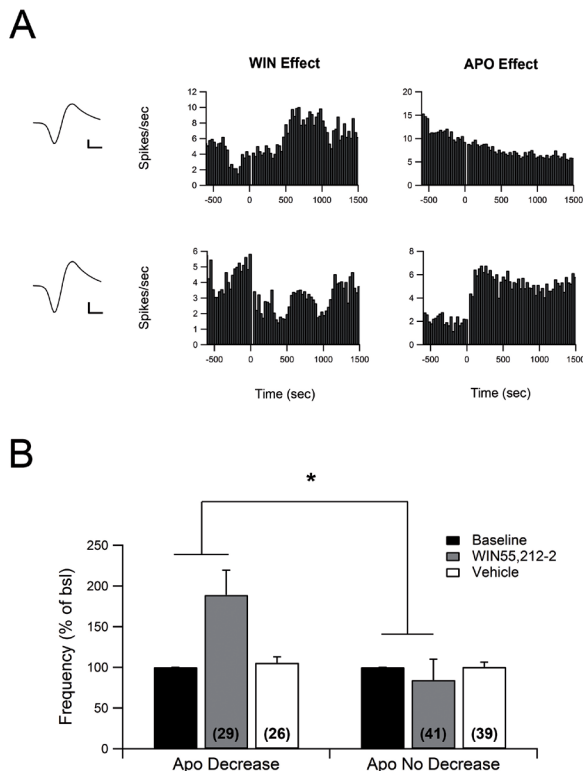 A
WIN Effect
APO Effect
Spikes/sec
12
10
8
6
4
2
0
-500 0 500 1000 1500
20
15
10
5
0
-500 0 500 1000 1500
Spikes/sec
6
5
4
3
2
1
0
-500 0 500 1000 1500
8
6
4
2
0
-500 0 500 1000 1500
Time (sec)
Time (sec)
B
*
Baseline
WIN55,212-2
Vehicle
Frequency (% of bsl)
250
200
150
100
50
0
(29) (26) (41) (39)
Apo Decrease Apo No Decrease